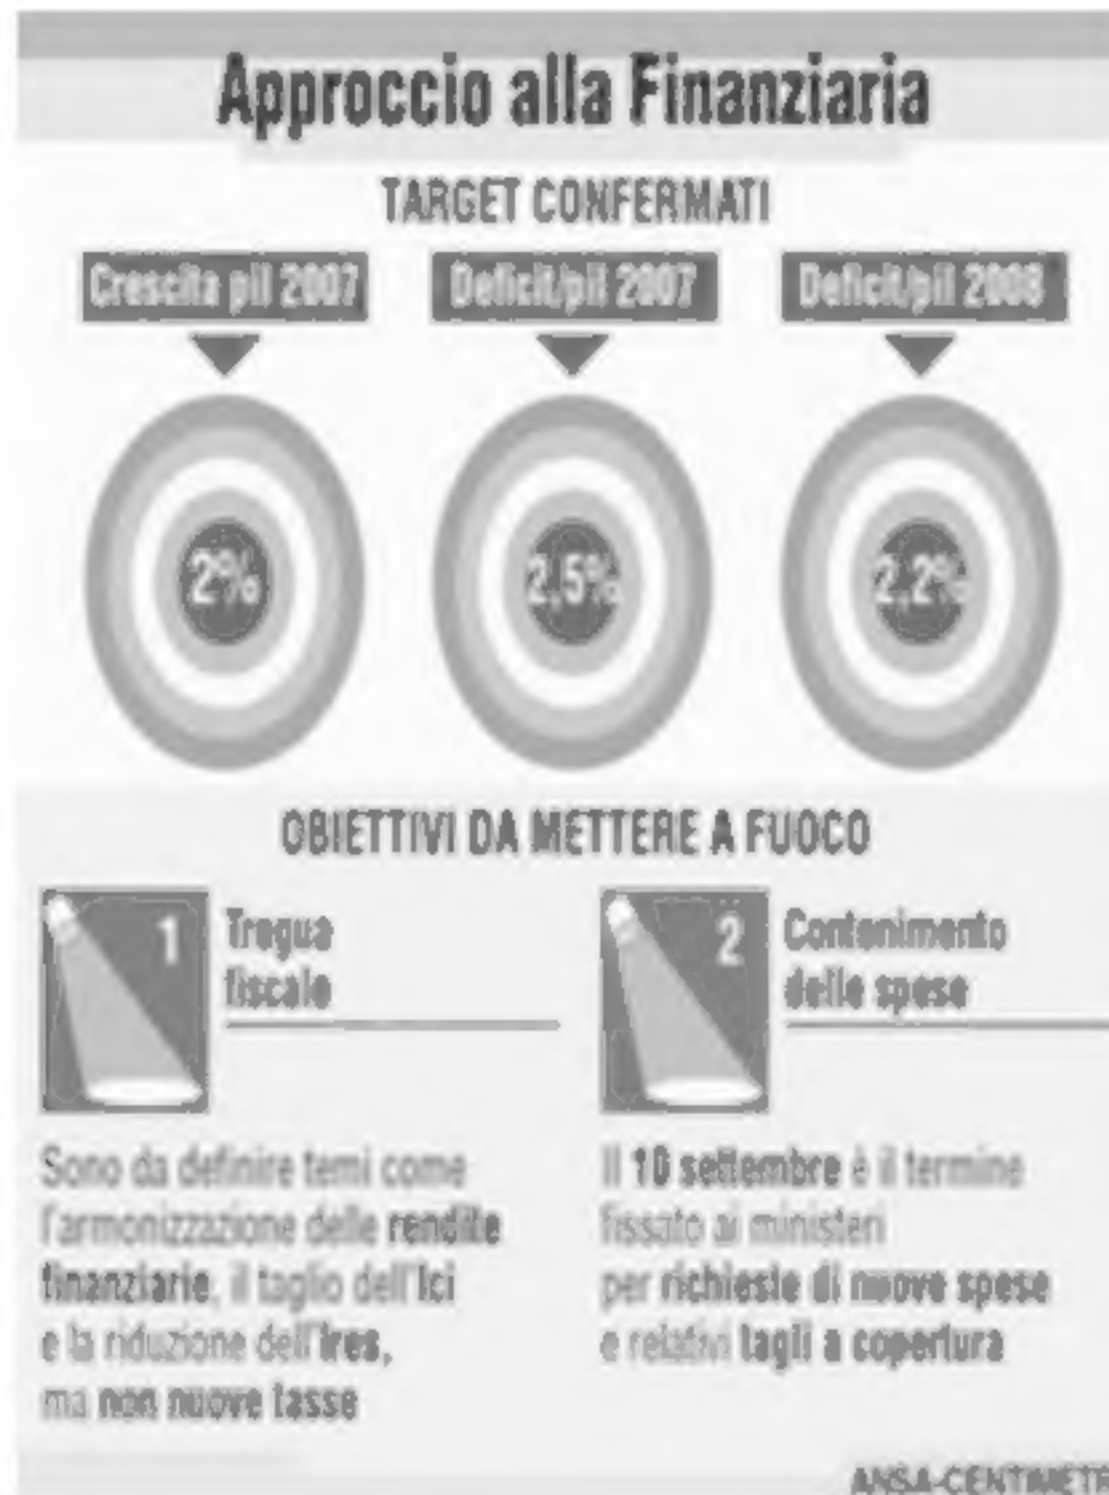 Approccio alla Finanziaria
TARGET CONFERMATI
Crescita pil 2007
Deficit/pil 2007
Deficit/pil 2008
2%
2,5%
2,2%
OBIETTIVI DA METTERE A FUOCO
1
Tregua
fiscale
Sono da definire temi come
l'armonizzazione delle rendite
finanziarie, il taglio dell'Ici
e la riduzione dell'Ires,
ma non nuove tasse
2
Contenimento
delle spese
Il 10 settembre è il termine
fissato ai ministeri
per richieste di nuove spese
e relativi tagli a copertura
ANSA-CENTIMETR